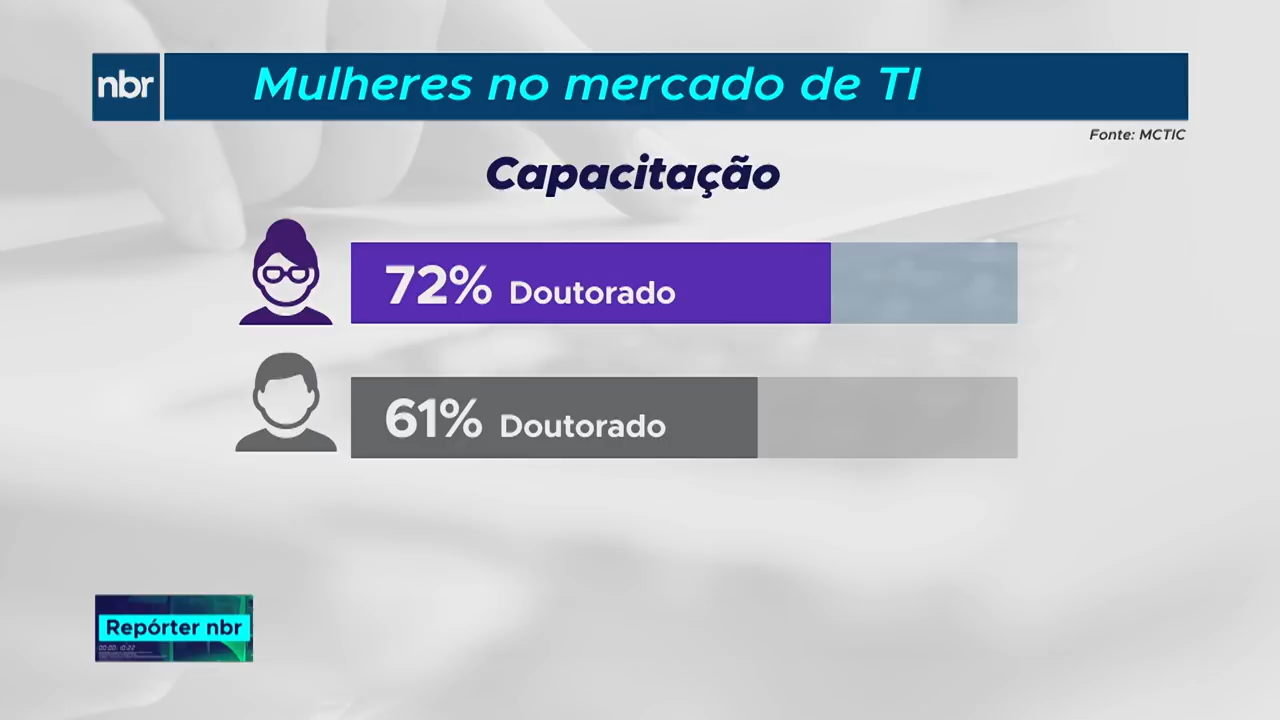 nbr
Mulheres no mercado de TI
Fonte: MCTIC
Capacitação
72% Doutorado
61% Doutorado
Repórter nbr